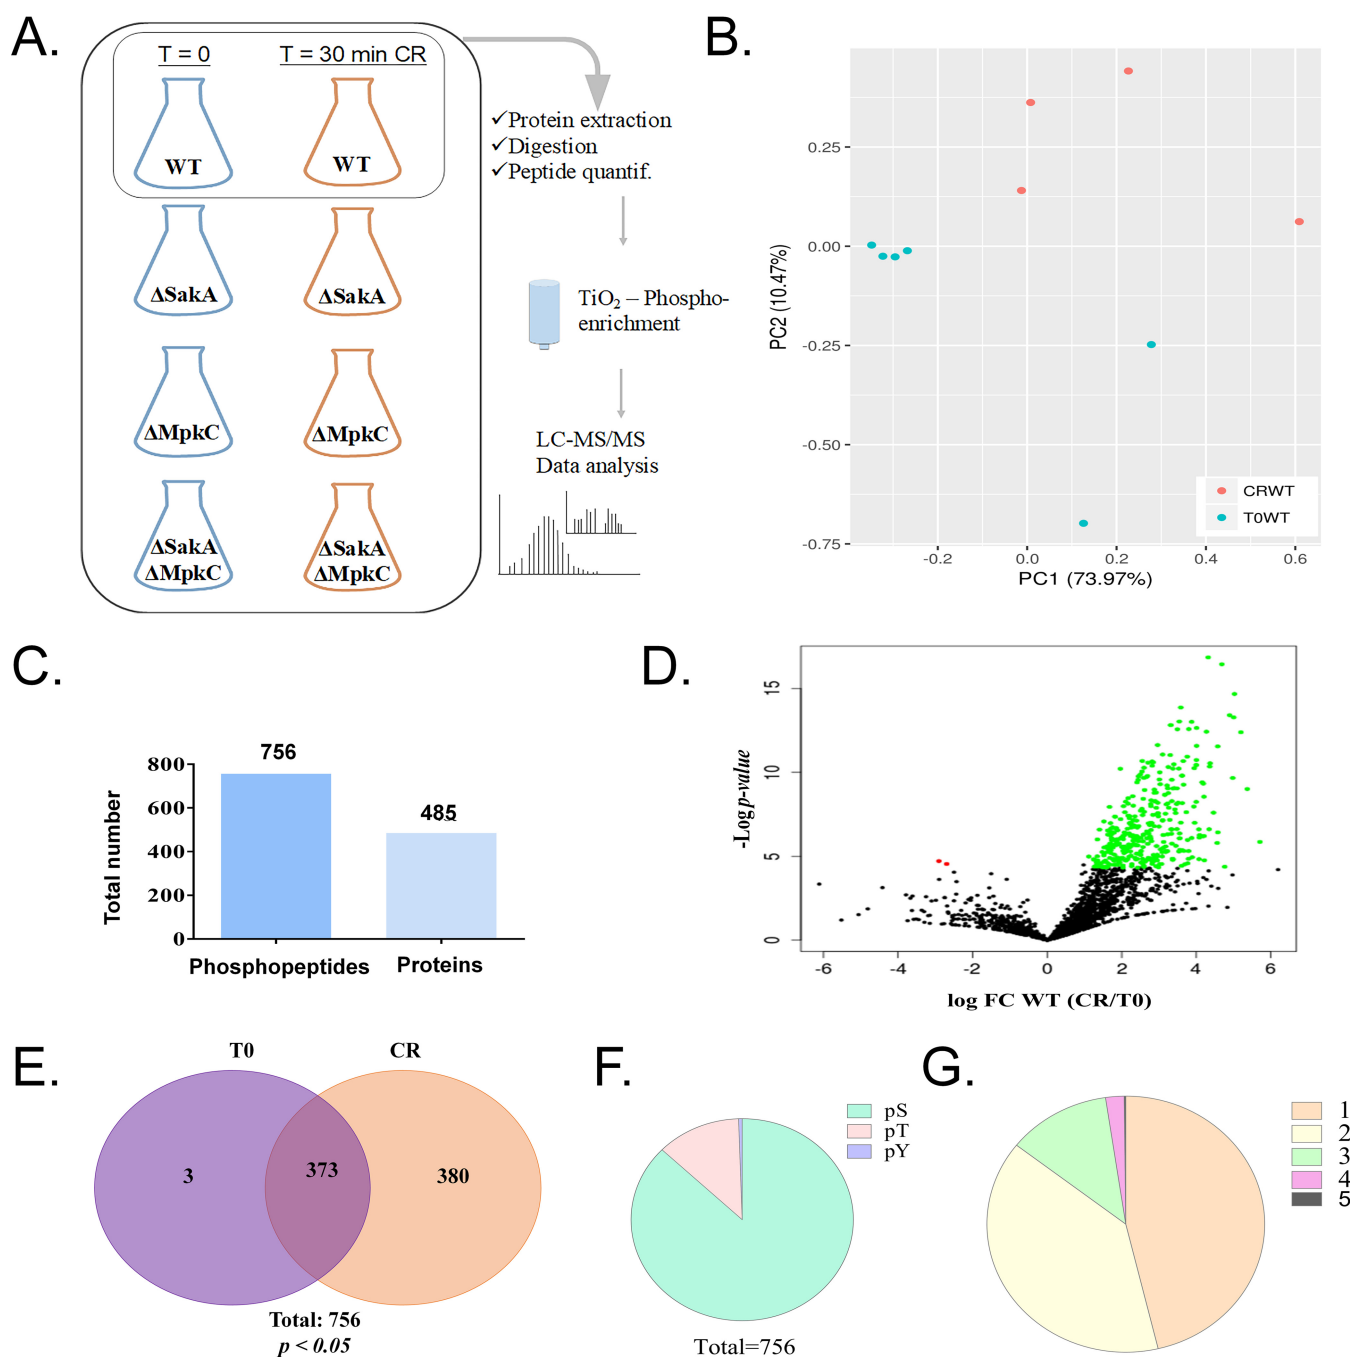 A.
T = 0
T = 30 min CR
WT
WT
ΔSakA
ΔSakA
ΔMpkC
ΔMpkC
ΔSakA
ΔMpkC
ΔSakA
ΔMpkC
✓Protein extraction
✓Digestion
✓Peptide quantif.
TiO₂ – Phospho-
enrichment
LC-MS/MS
Data analysis
B.
PC2 (10.47%)
0.25
0.00
-0.25
-0.50
-0.75
-0.2
0.0
0.2
0.4
0.6
PC1 (73.97%)
CRWT
T0WT
C.
Total number
800
600
400
200
0
756
485
Phosphopeptides
Proteins
D.
-Log p-value
15
10
5
0
-6
-4
-2
0
2
4
6
log FC WT (CR/T0)
E.
T0
CR
3
373
380
Total: 756
p < 0.05
F.
pS
pT
pY
Total=756
G.
1
2
3
4
5